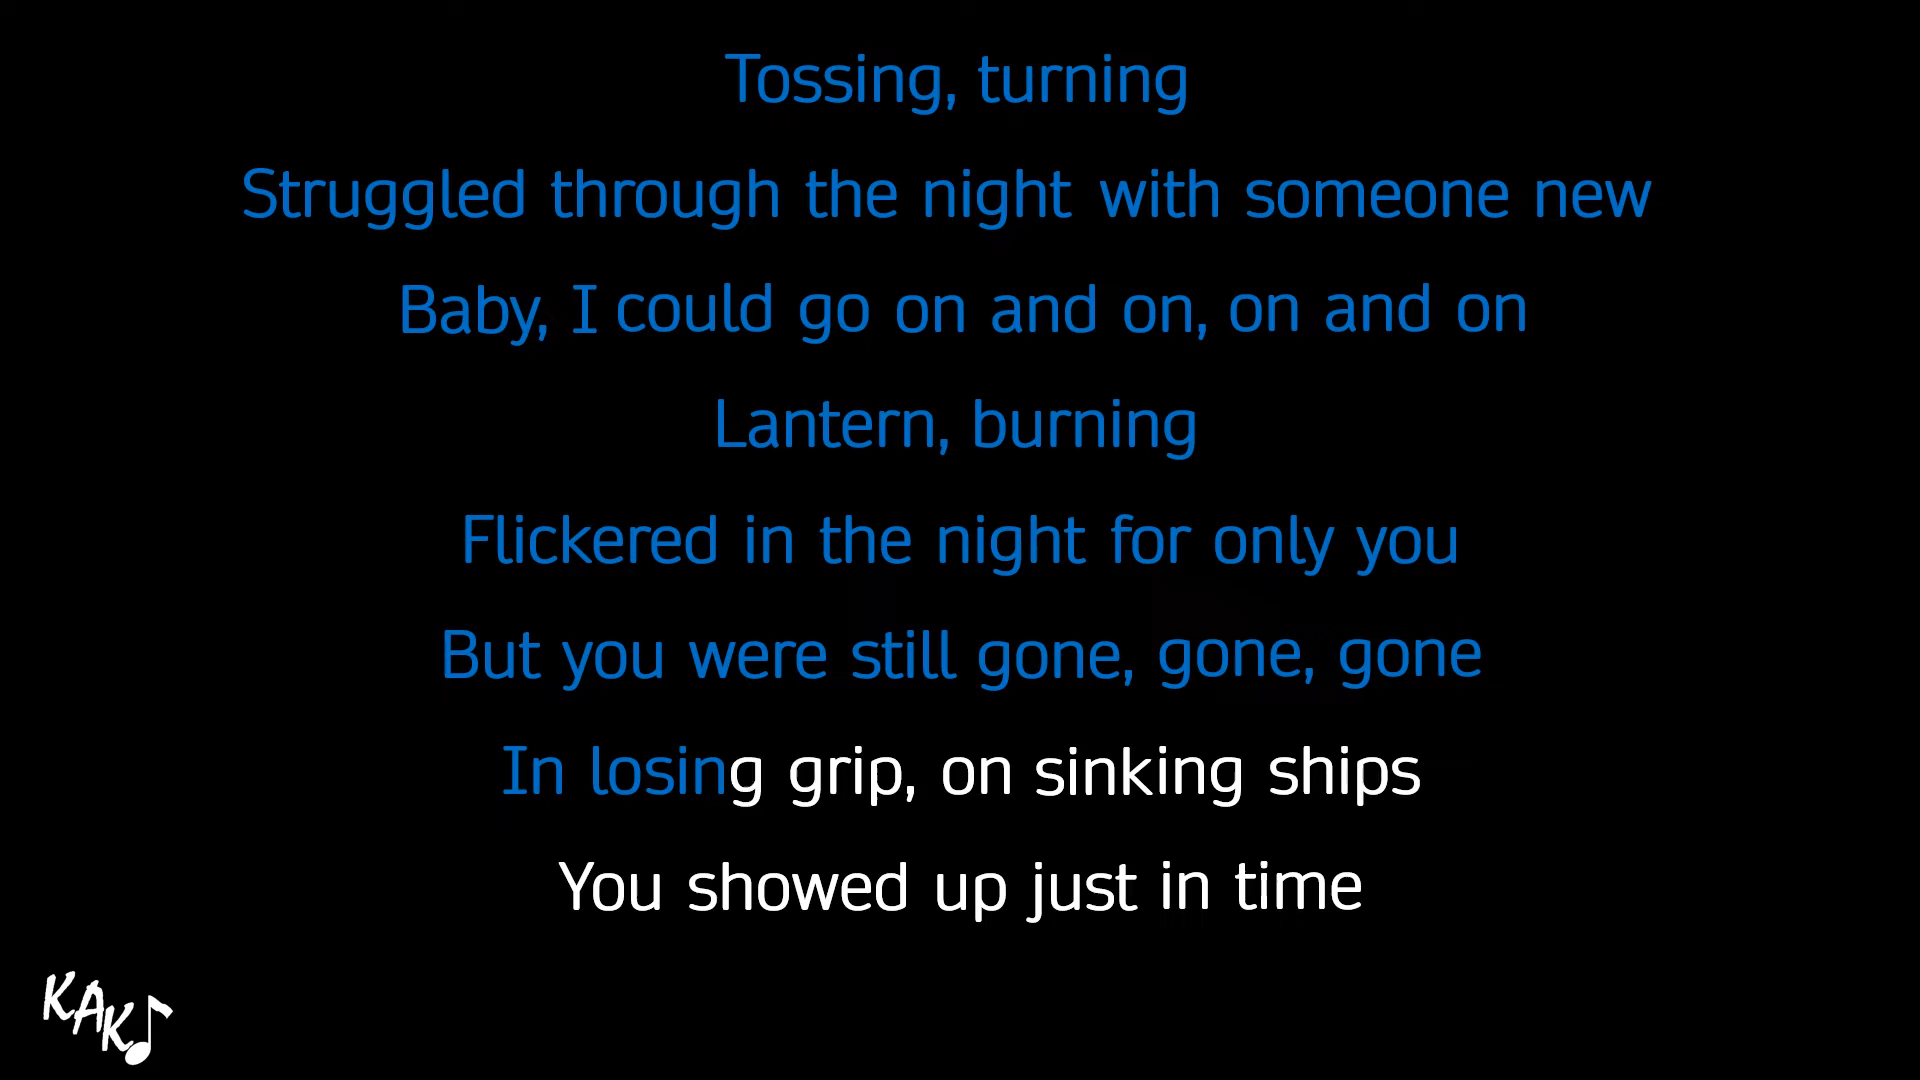 Tossing, turning
Struggled through the night with someone new
Baby, I could go on and on, on and on
Lantern, burning
Flickered in the night for only you
But you were still gone, gone, gone
In losing grip, on sinking ships
You showed up just in time
KAK